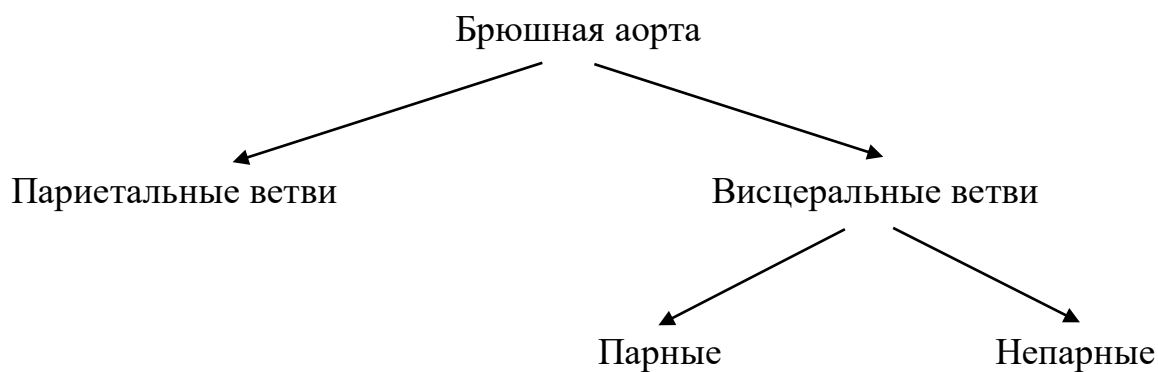 Брюшная аорта
Париетальные ветви Висцеральные ветви
Парные Непарные